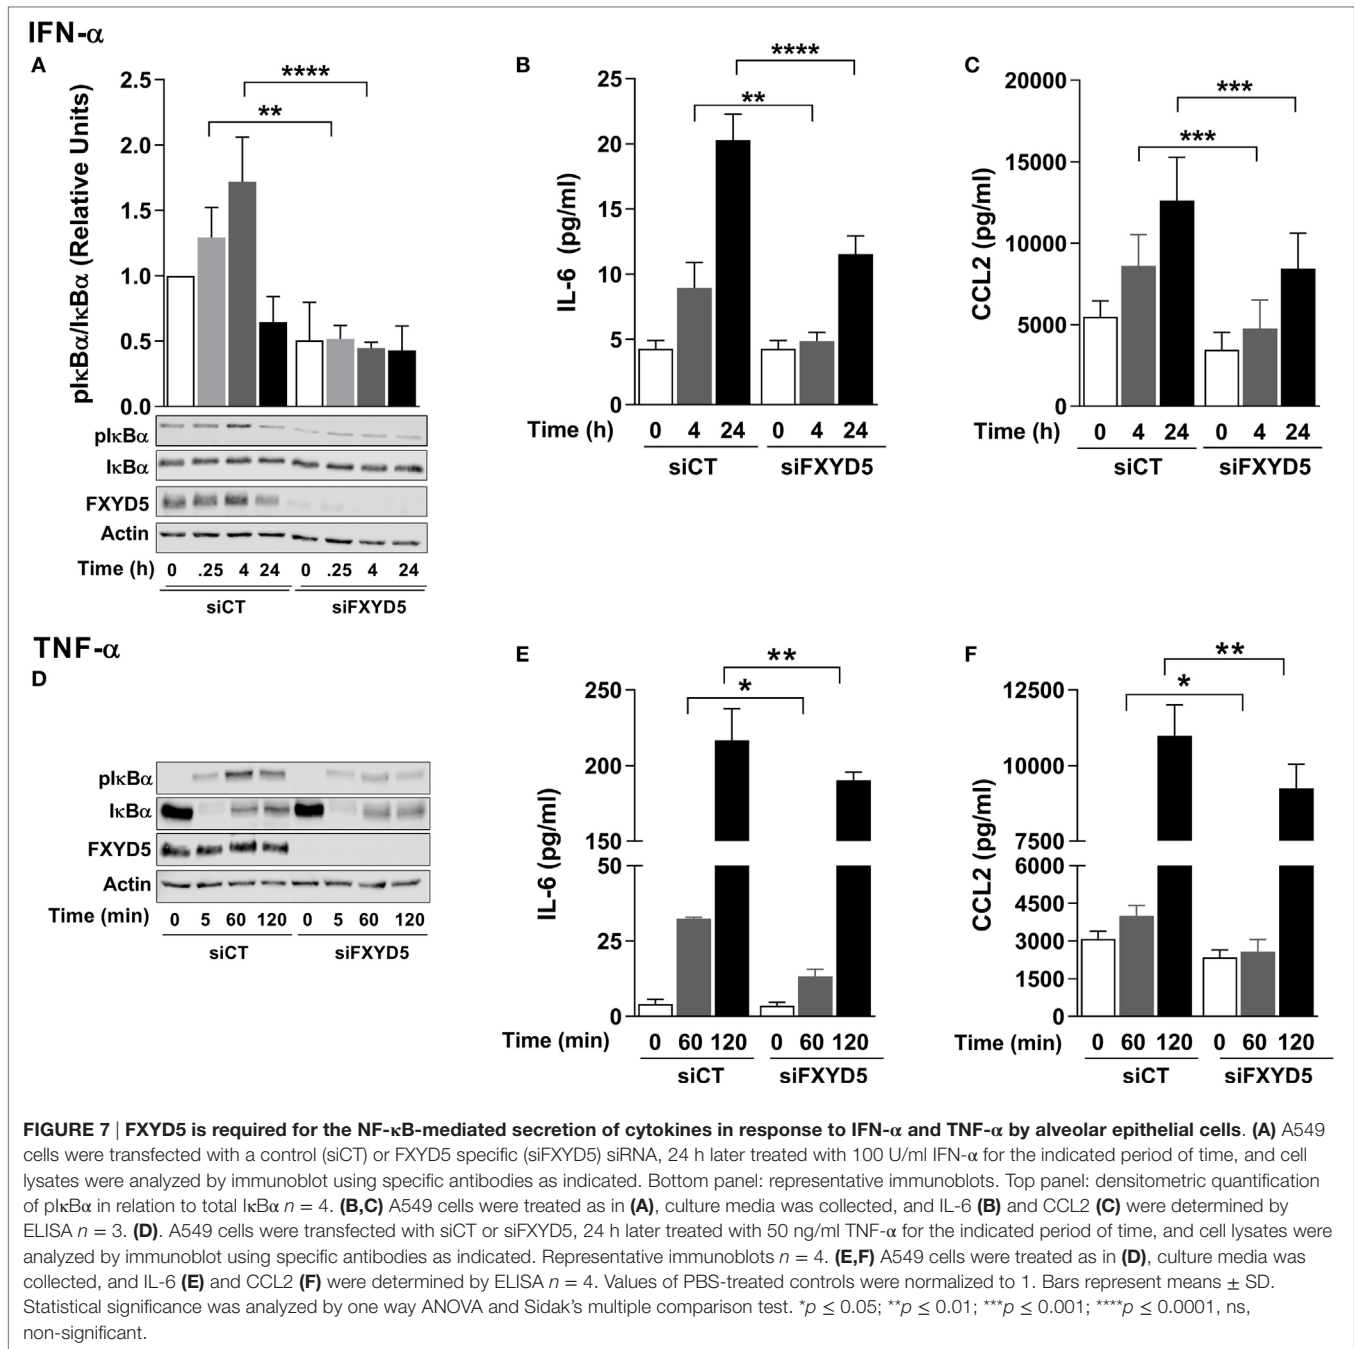 IFN-α
A
2.5
2.0
1.5
1.0
0.5
0.0
pIκBα/IκBα (Relative Units)
**
****
pIκBα
IκBα
FXYD5
Actin
Time (h) 0 .25 4 24 0 .25 4 24
siCT siFXYD5
B
25
20
15
10
5
0
IL-6 (pg/ml)
**
****
Time (h) 0 4 24 0 4 24
siCT siFXYD5
C
20000
15000
10000
5000
0
CCL2 (pg/ml)
***
***
Time (h) 0 4 24 0 4 24
siCT siFXYD5
TNF-α
D
pIκBα
IκBα
FXYD5
Actin
Time (min) 0 5 60 120 0 5 60 120
siCT siFXYD5
E
250
200
150
50
25
0
IL-6 (pg/ml)
*
**
Time (min) 0 60 120 0 60 120
siCT siFXYD5
F
12500
10000
7500
6000
4500
3000
1500
0
CCL2 (pg/ml)
*
**
Time (min) 0 60 120 0 60 120
siCT siFXYD5
FIGURE 7 | FXYD5 is required for the NF-κB-mediated secretion of cytokines in response to IFN-α and TNF-α by alveolar epithelial cells. (A) A549
cells were transfected with a control (siCT) or FXYD5 specific (siFXYD5) siRNA, 24 h later treated with 100 U/ml IFN-α for the indicated period of time, and cell
lysates were analyzed by immunoblot using specific antibodies as indicated. Bottom panel: representative immunoblots. Top panel: densitometric quantification
of pIκBα in relation to total IκBα n = 4. (B,C) A549 cells were treated as in (A), culture media was collected, and IL-6 (B) and CCL2 (C) were determined by
ELISA n = 3. (D). A549 cells were transfected with siCT or siFXYD5, 24 h later treated with 50 ng/ml TNF-α for the indicated period of time, and cell lysates were
analyzed by immunoblot using specific antibodies as indicated. Representative immunoblots n = 4. (E,F) A549 cells were treated as in (D), culture media was
collected, and IL-6 (E) and CCL2 (F) were determined by ELISA n = 4. Values of PBS-treated controls were normalized to 1. Bars represent means ± SD.
Statistical significance was analyzed by one way ANOVA and Sidak's multiple comparison test. *p ≤ 0.05; **p ≤ 0.01; ***p ≤ 0.001; ****p ≤ 0.0001, ns,
non-significant.